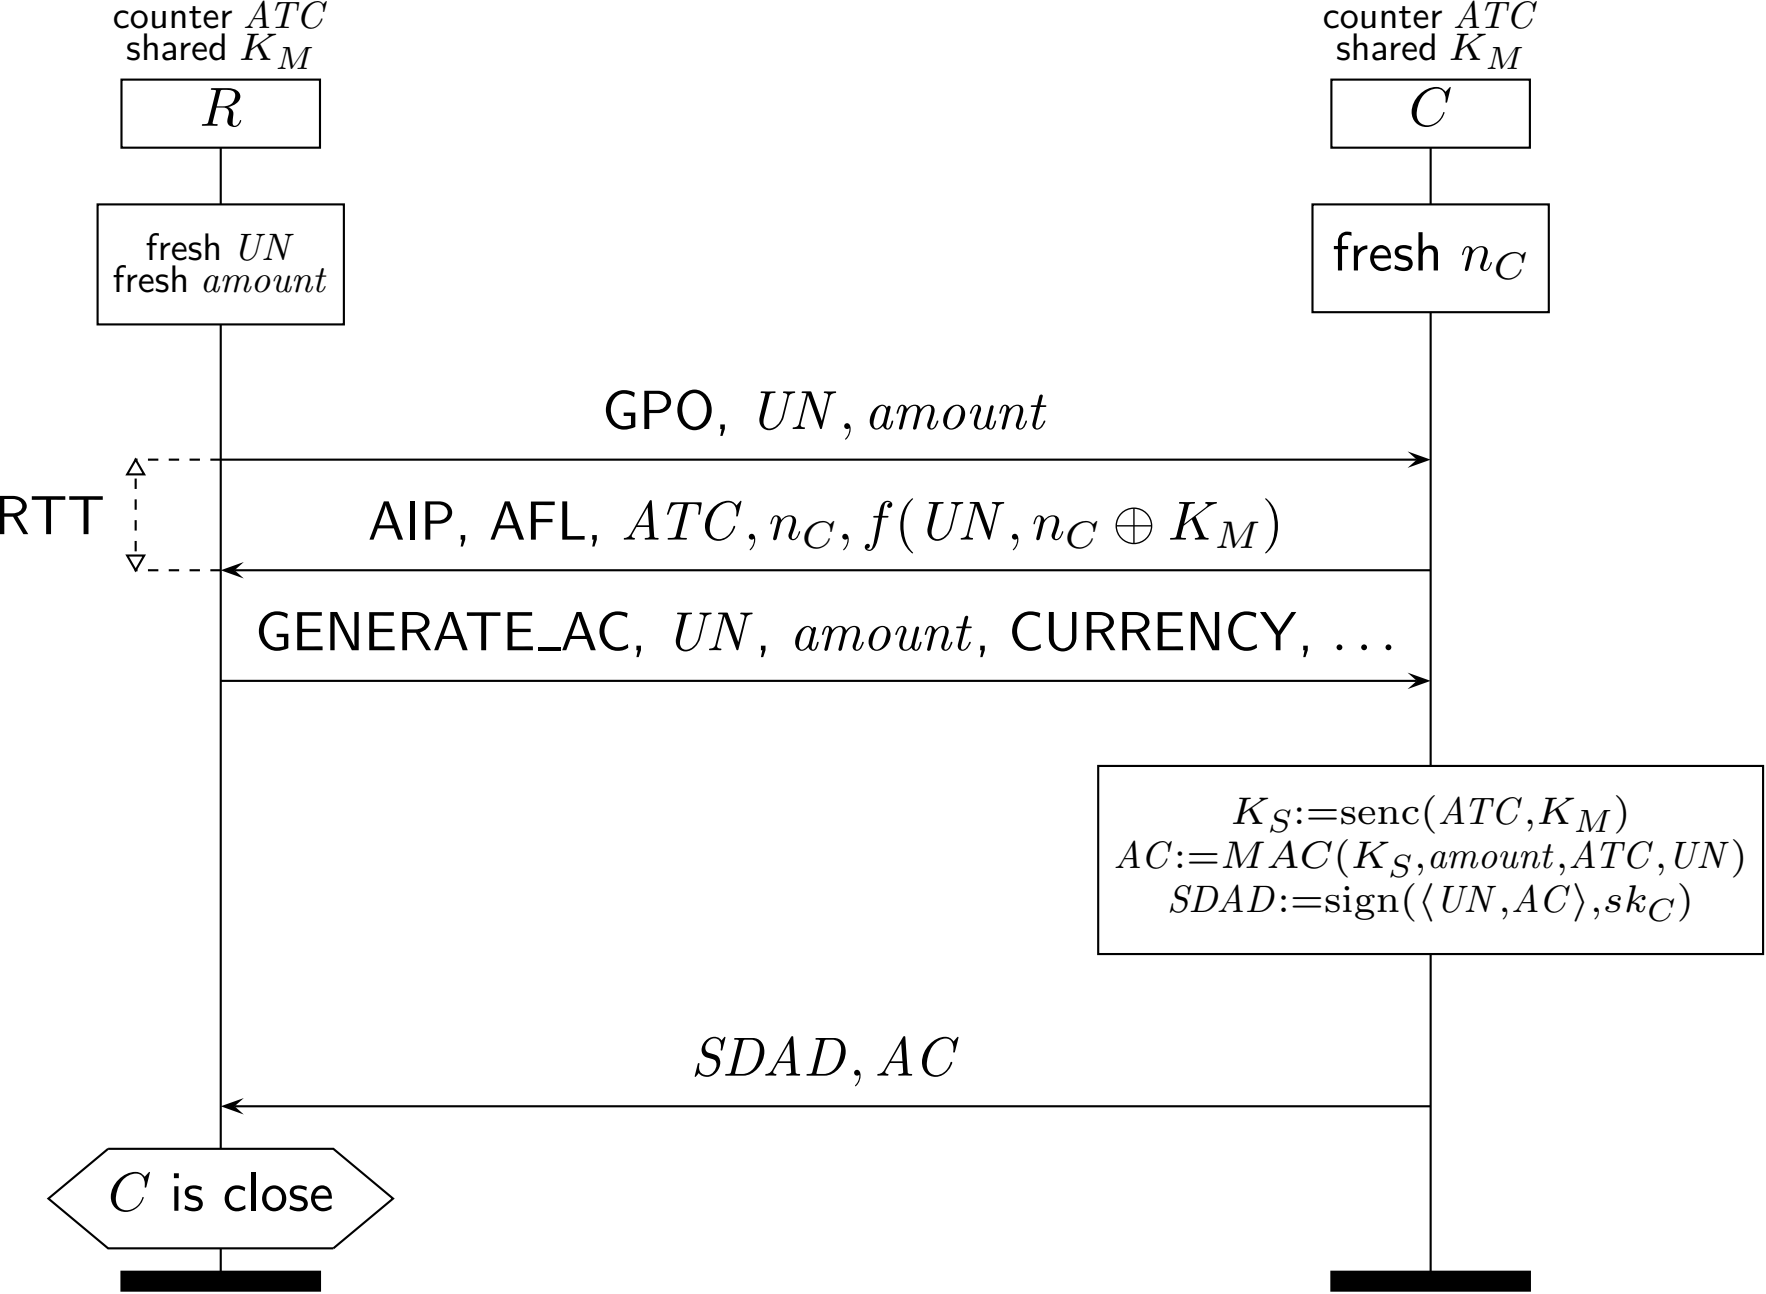 counter ATC
shared K_M
R
counter ATC
shared K_M
C
fresh UN
fresh amount
fresh n_C
GPO, UN, amount
RTT
AIP, AFL, ATC, n_C, f(UN, n_C ⊕ K_M)
GENERATE_AC, UN, amount, CURRENCY, ...
K_S:=senc(ATC,K_M)
AC:=MAC(K_S,amount,ATC,UN)
SDAD:=sign(⟨UN,AC⟩,sk_C)
SDAD, AC
C is close